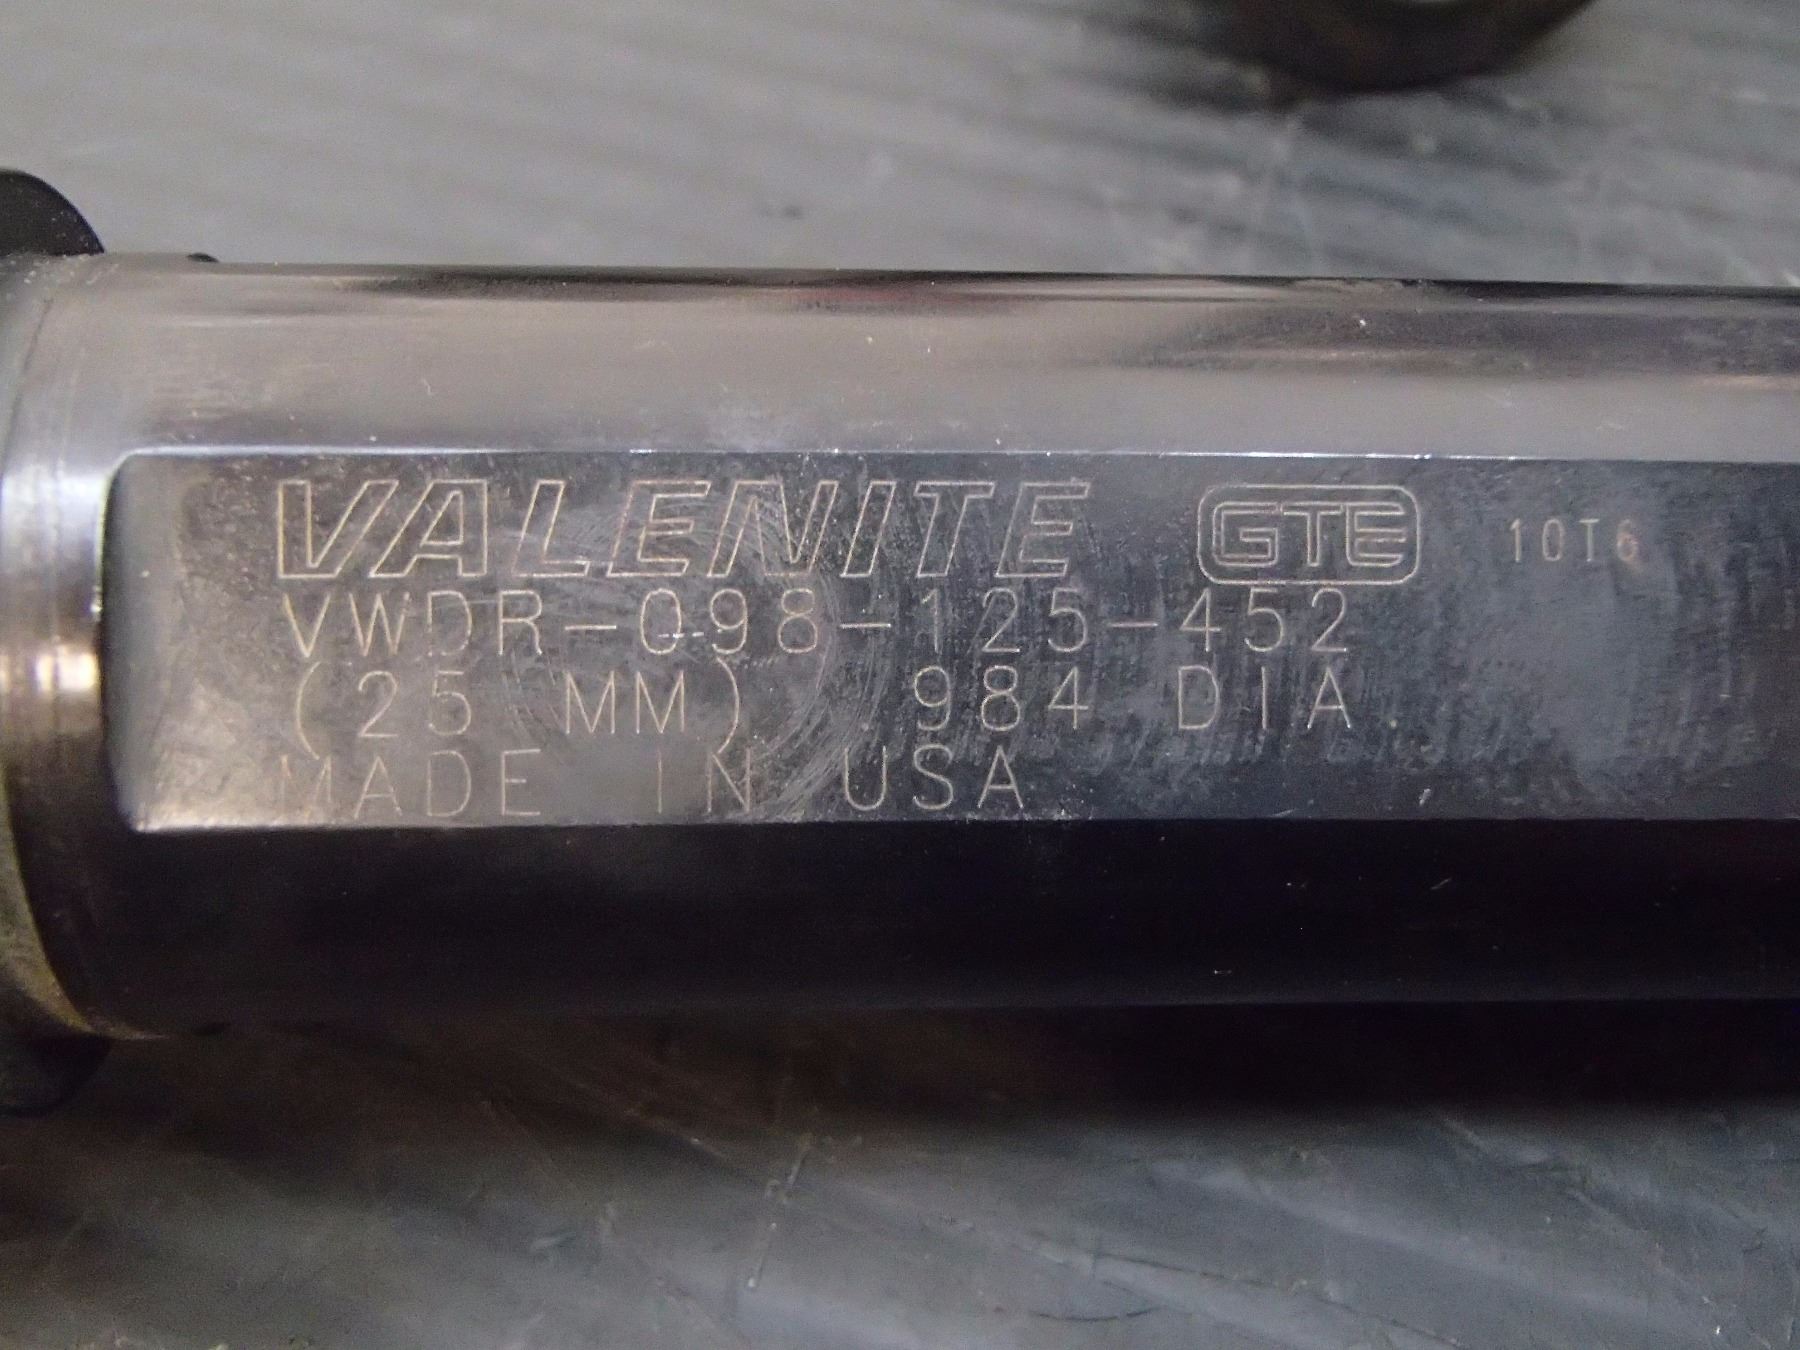 VALENITE GTE 10T6
VWDR-098-125-452
(25 MM) .984 DIA
MADE IN USA